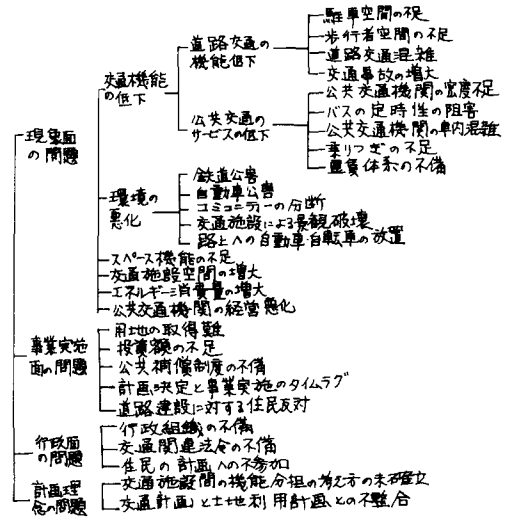 現象面
の問題
交通機能
の低下
道路交通の
機能低下
駐車空間の不足
歩行者空間の不足
道路交通混雑
交通事故の増大
公共交通の
サービスの低下
公共交通機関の密度不足
バスの定時性の阻害
公共交通機関の車内混雑
乗りつぎの不足
運賃体系の不備
環境の
悪化
鉄道公害
自動車公害
コミュニティーの分断
交通施設による景観破壊
路上への自動車・自転車の放置
スペース機能の不足
交通施設空間の増大
エネルギー消費量の増大
公共交通機関の経営悪化
事業実施
面の問題
用地の取得難
投資額の不足
公共補償制度の不備
計画決定と事業実施のタイムラグ
道路建設に対する住民反対
行政面
の問題
行政組織の不備
交通関連法令の不備
住民の計画への不参加
計画理
念の問題
交通施設間の機能分担の考え方の未確立
交通計画と土地利用計画との不整合